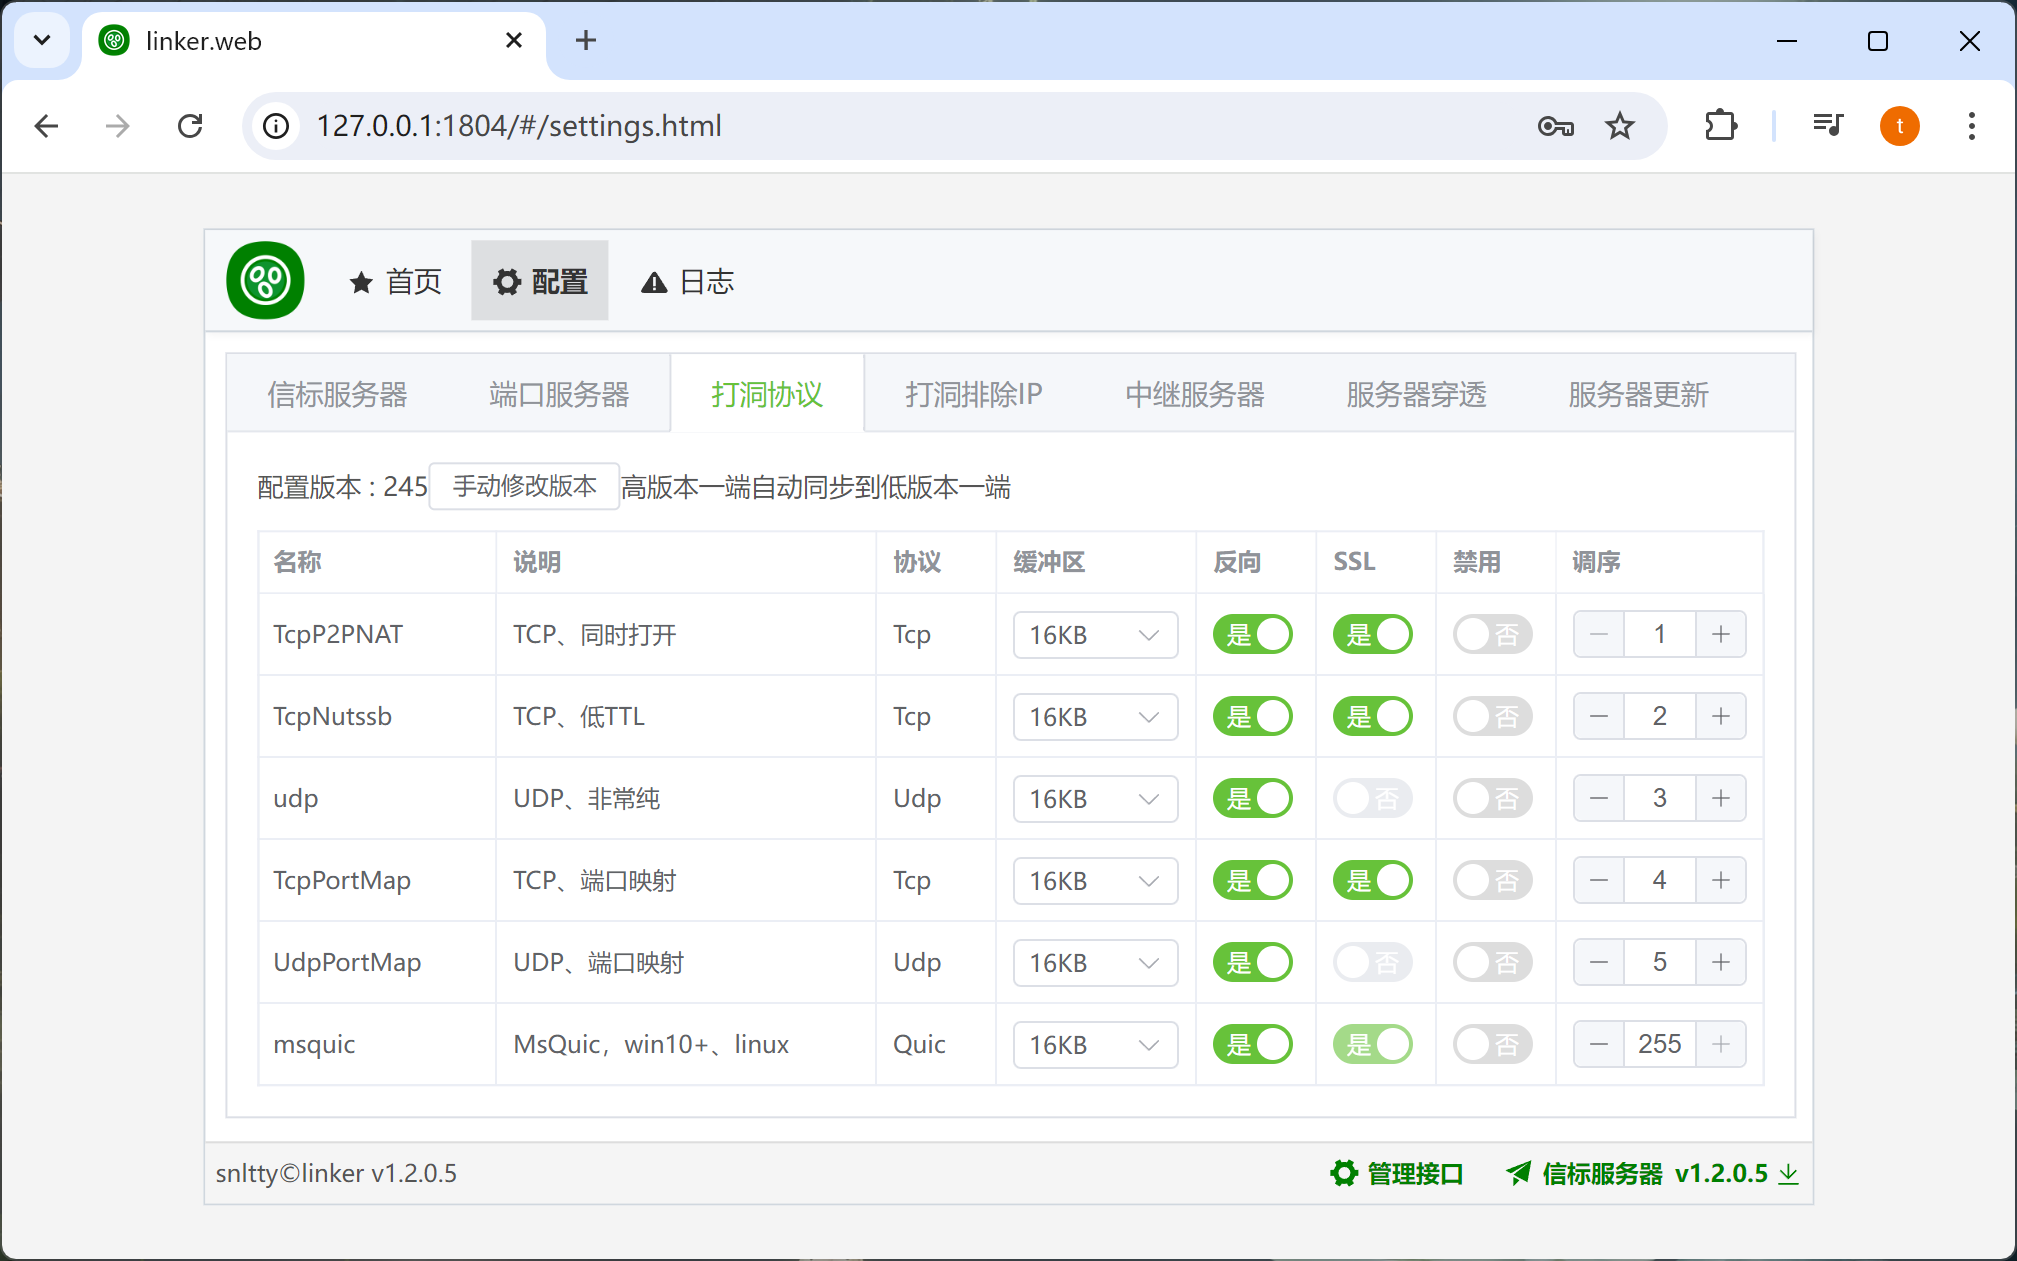 linker.web
127.0.0.1:1804/#/settings.html
t
首页 配置 日志
信标服务器 端口服务器 打洞协议 打洞排除IP 中继服务器 服务器穿透 服务器更新
配置版本 : 245 手动修改版本 高版本一端自动同步到低版本一端
名称 说明 协议 缓冲区 反向 SSL 禁用 调序
TcpP2PNAT TCP、同时打开 Tcp 16KB 是 是 否 1
TcpNutssb TCP、低TTL Tcp 16KB 是 是 否 2
udp UDP、非常纯 Udp 16KB 是 否 否 3
TcpPortMap TCP、端口映射 Tcp 16KB 是 是 否 4
UdpPortMap UDP、端口映射 Udp 16KB 是 否 否 5
msquic MsQuic，win10+、linux Quic 16KB 是 是 否 255
snltty©linker v1.2.0.5 管理接口 信标服务器 v1.2.0.5